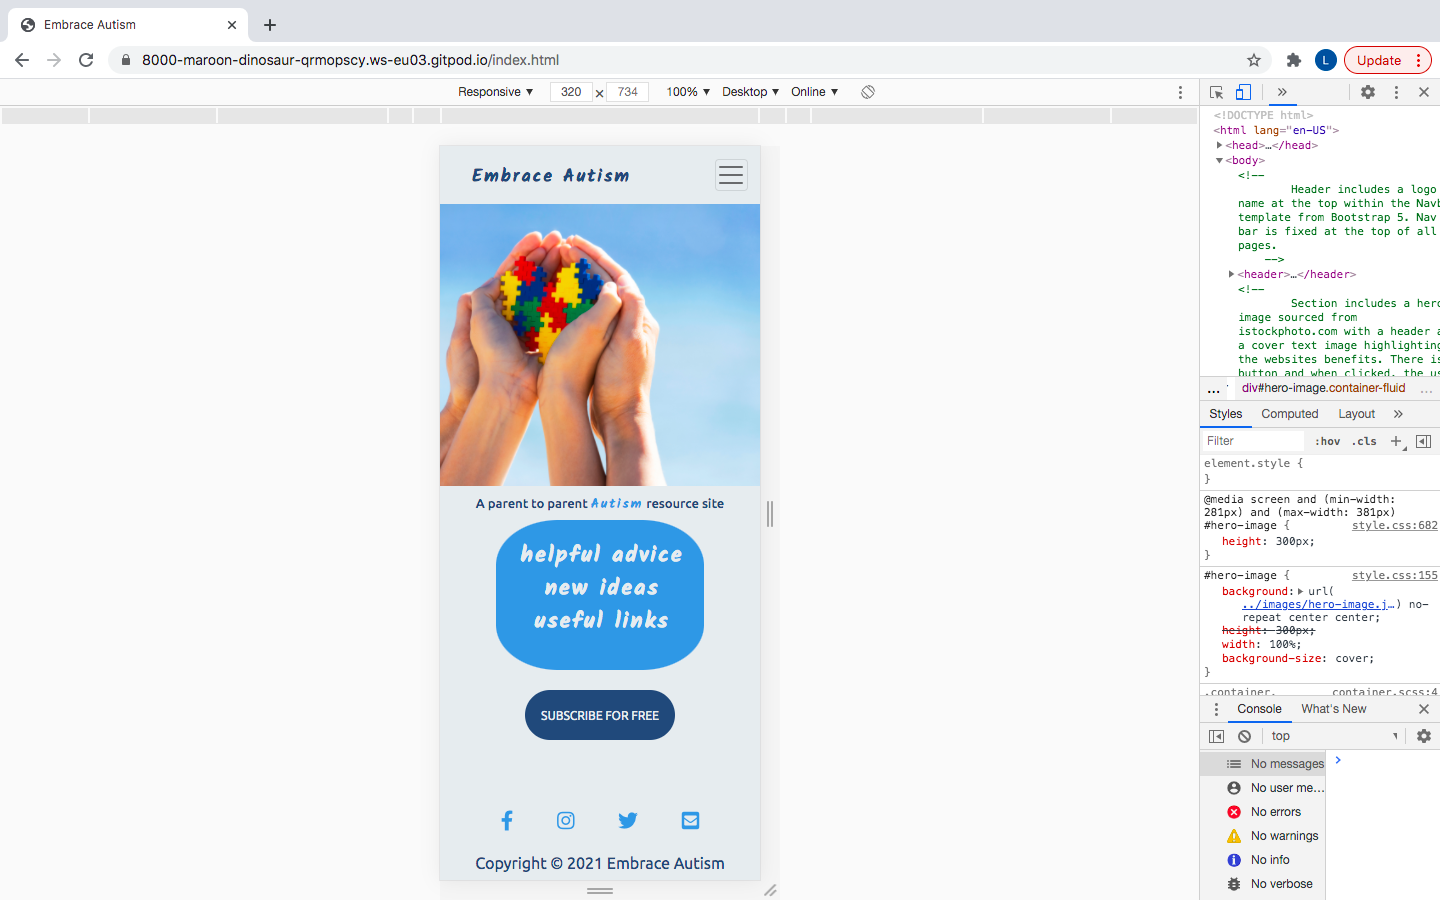 Embrace Autism
8000-maroon-dinosaur-qrmopscy.ws-eu03.gitpod.io/index.html
L
Update
Responsive
320
×
734
100%
Desktop
Online
Embrace Autism
A parent to parent Autism resource site
helpful advice
new ideas
useful links
SUBSCRIBE FOR FREE
Copyright © 2021 Embrace Autism
<!DOCTYPE html>
<html lang="en-US">
<head>…</head>
<body>
<!--
Header includes a logo
name at the top within the Navb
template from Bootstrap 5. Nav
bar is fixed at the top of all
pages.
-->
<header>…</header>
<!--
Section includes a hero
image sourced from
istockphoto.com with a header a
a cover text image highlighting
the websites benefits. There is
button and when clicked, the us
… div#hero-image.container-fluid …
Styles Computed Layout »
Filter :hov .cls +
element.style {
}
@media screen and (min-width:
281px) and (max-width: 381px)
#hero-image { style.css:682
height: 300px;
}
#hero-image { style.css:155
background: url(
../images/hero-image.j…) no-
repeat center center;
height: 300px;
width: 100%;
background-size: cover;
}
.container, container.scss:4
Console What's New
top
No messages
No user me…
No errors
No warnings
No info
No verbose